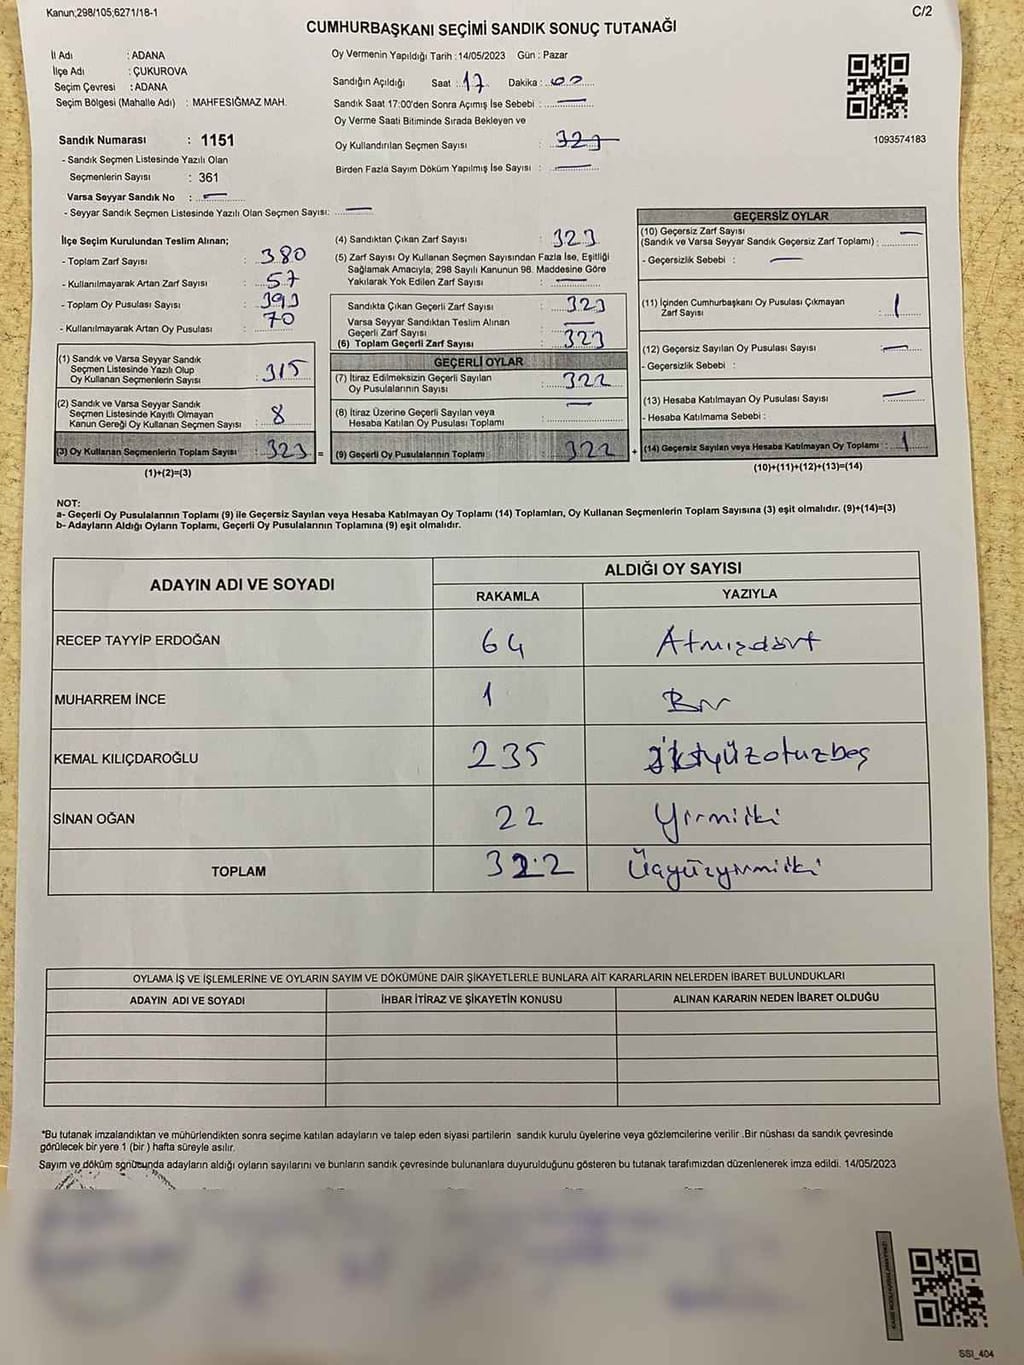 Kanun;298/105;6271/18-1
C/2
CUMHURBAŞKANI SEÇİMİ SANDIK SONUÇ TUTANAĞI
İl Adı : ADANA
İlçe Adı : ÇUKUROVA
Seçim Çevresi : ADANA
Seçim Bölgesi (Mahalle Adı) : MAHFESIĞMAZ MAH.
Oy Vermenin Yapıldığı Tarih : 14/05/2023 Gün : Pazar
Sandığın Açıldığı Saat : 17 Dakika : 00
Sandık Saat 17:00'den Sonra Açımış İse Sebebi : —
Oy Verme Saati Bitiminde Sırada Bekleyen ve
Oy Kullandırılan Seçmen Sayısı : 323
Birden Fazla Sayım Döküm Yapılmış İse Sayısı : —
1093574183
Sandık Numarası : 1151
- Sandık Seçmen Listesinde Yazılı Olan
Seçmenlerin Sayısı : 361
Varsa Seyyar Sandık No : —
- Seyyar Sandık Seçmen Listesinde Yazılı Olan Seçmen Sayısı: —
İlçe Seçim Kurulundan Teslim Alınan;
- Toplam Zarf Sayısı : 380
- Kullanılmayarak Artan Zarf Sayısı : 57
- Toplam Oy Pusulası Sayısı : 393
- Kullanılmayarak Artan Oy Pusulası : 70
(1) Sandık ve Varsa Seyyar Sandık
Seçmen Listesinde Yazılı Olup
Oy Kullanan Seçmenlerin Sayısı : 315
(2) Sandık ve Varsa Seyyar Sandık
Seçmen Listesinde Kayıtlı Olmayan
Kanun Gereği Oy Kullanan Seçmen Sayısı : 8
(3) Oy Kullanan Seçmenlerin Toplam Sayısı : 323 =
(1)+(2)=(3)
(4) Sandıktan Çıkan Zarf Sayısı : 323
(5) Zarf Sayısı Oy Kullanan Seçmen Sayısından Fazla İse, Eşitliği
Sağlamak Amacıyla; 298 Sayılı Kanunun 98. Maddesine Göre
Yakılarak Yok Edilen Zarf Sayısı : —
Sandıkta Çıkan Geçerli Zarf Sayısı : 323
Varsa Seyyar Sandıktan Teslim Alınan
Geçerli Zarf Sayısı : —
(6) Toplam Geçerli Zarf Sayısı : 323
GEÇERLİ OYLAR
(7) İtiraz Edilmeksizin Geçerli Sayılan
Oy Pusulalarının Sayısı : 322
(8) İtiraz Üzerine Geçerli Sayılan veya
Hesaba Katılan Oy Pusulası Toplamı : —
(9) Geçerli Oy Pusulalarının Toplamı : 322 +
GEÇERSİZ OYLAR
(10) Geçersiz Zarf Sayısı
(Sandık ve Varsa Seyyar Sandık Geçersiz Zarf Toplamı) : —
- Geçersizlik Sebebi : —
(11) İçinden Cumhurbaşkanı Oy Pusulası Çıkmayan
Zarf Sayısı : 1
(12) Geçersiz Sayılan Oy Pusulası Sayısı : —
- Geçersizlik Sebebi :
(13) Hesaba Katılmayan Oy Pusulası Sayısı : —
- Hesaba Katılmama Sebebi :
(14) Geçersiz Sayılan veya Hesaba Katılmayan Oy Toplamı : 1
(10)+(11)+(12)+(13)=(14)
NOT:
a- Geçerli Oy Pusulalarının Toplamı (9) ile Geçersiz Sayılan veya Hesaba Katılmayan Oy Toplamı (14) Toplamları, Oy Kullanan Seçmenlerin Toplam Sayısına (3) eşit olmalıdır. (9)+(14)=(3)
b- Adayların Aldığı Oyların Toplamı, Geçerli Oy Pusulalarının Toplamına (9) eşit olmalıdır.
ADAYIN ADI VE SOYADI
ALDIĞI OY SAYISI
RAKAMLA YAZIYLA
RECEP TAYYİP ERDOĞAN 64 Atmışdört
MUHARREM İNCE 1 Bir
KEMAL KILIÇDAROĞLU 235 ikiyüzotuzbeş
SİNAN OĞAN 22 Yirmiiki
TOPLAM 322 Üçyüzyirmiiki
OYLAMA İŞ VE İŞLEMLERİNE VE OYLARIN SAYIM VE DÖKÜMÜNE DAİR ŞİKAYETLERLE BUNLARA AİT KARARLARIN NELERDEN İBARET BULUNDUKLARI
ADAYIN ADI VE SOYADI İHBAR İTİRAZ VE ŞİKAYETİN KONUSU ALINAN KARARIN NEDEN İBARET OLDUĞU
*Bu tutanak imzalandıktan ve mühürlendikten sonra seçime katılan adayların ve talep eden siyasi partilerin sandık kurulu üyelerine veya gözlemcilerine verilir .Bir nüshası da sandık çevresinde
görülecek bir yere 1 (bir ) hafta süreyle asılır.
Sayım ve döküm sonucunda adayların aldığı oyların sayılarını ve bunların sandık çevresinde bulunanlara duyurulduğunu gösteren bu tutanak tarafımızdan düzenlenerek imza edildi. 14/05/2023
SSI_404